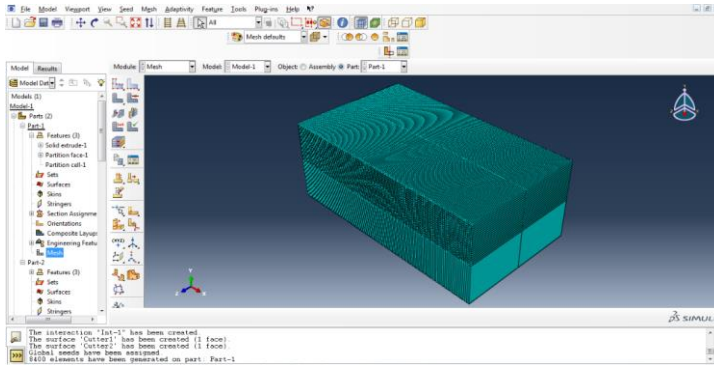 File Model Viewport View Seed Mesh Adaptivity Feature Tools Plug-ins Help
All
Mesh defaults
Model Results
Module: Mesh Model: Model-1 Object: Assembly Part: Part-1
Model Dat
Models (1)
Model-1
Parts (2)
Part-1
Features (3)
Solid extrude-1
Partition face-1
Partition cell-1
Sets
Surfaces
Skins
Stringers
Section Assignme
Orientations
Composite Layups
Engineering Featu
Mesh
Part-2
Features (3)
Sets
Surfaces
Skins
Stringers
Y
Z X
SIMUL
The interaction 'Int-1' has been created
The surface 'Cutter1' has been created (1 face).
The surface 'Cutter2' has been created (1 face).
Global seeds have been assigned.
8400 elements have been generated on part: Part-1